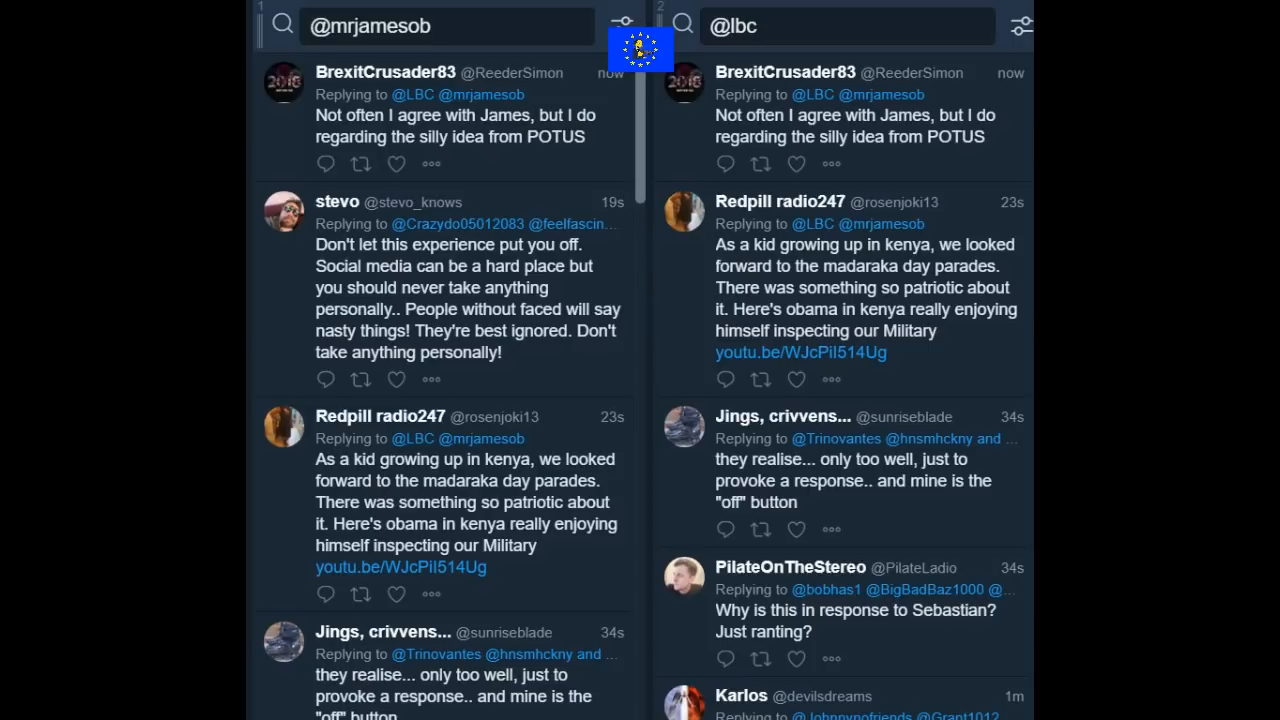 1
@mrjamesob
BrexitCrusader83 @ReederSimon now
Replying to @LBC @mrjamesob
Not often I agree with James, but I do
regarding the silly idea from POTUS
stevo @stevo_knows 19s
Replying to @Crazydo05012083 @feelfascin…
Don't let this experience put you off.
Social media can be a hard place but
you should never take anything
personally.. People without faced will say
nasty things! They're best ignored. Don't
take anything personally!
Redpill radio247 @rosenjoki13 23s
Replying to @LBC @mrjamesob
As a kid growing up in kenya, we looked
forward to the madaraka day parades.
There was something so patriotic about
it. Here's obama in kenya really enjoying
himself inspecting our Military
youtu.be/WJcPiI514Ug
Jings, crivvens... @sunriseblade 34s
Replying to @Trinovantes @hnsmhckny and …
they realise... only too well, just to
provoke a response.. and mine is the
"off" button
2
@lbc
BrexitCrusader83 @ReederSimon now
Replying to @LBC @mrjamesob
Not often I agree with James, but I do
regarding the silly idea from POTUS
Redpill radio247 @rosenjoki13 23s
Replying to @LBC @mrjamesob
As a kid growing up in kenya, we looked
forward to the madaraka day parades.
There was something so patriotic about
it. Here's obama in kenya really enjoying
himself inspecting our Military
youtu.be/WJcPiI514Ug
Jings, crivvens... @sunriseblade 34s
Replying to @Trinovantes @hnsmhckny and …
they realise... only too well, just to
provoke a response.. and mine is the
"off" button
PilateOnTheStereo @PilateLadio 34s
Replying to @bobhas1 @BigBadBaz1000 @…
Why is this in response to Sebastian?
Just ranting?
Karlos @devilsdreams 1m
Replying to @Johnnynofriends @Grant1012